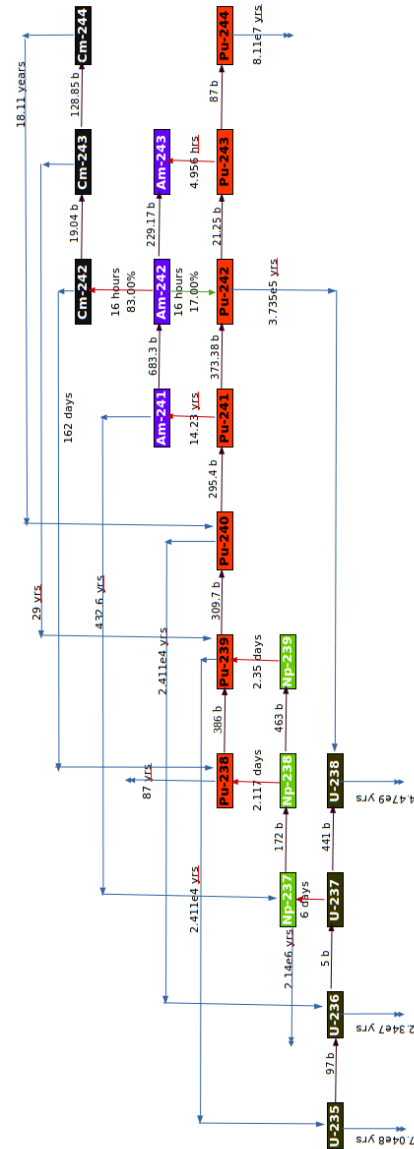 Cm-242
19.04 b
Cm-243
128.85 b
Cm-244
18.11 years
29 yrs
162 days
16 hours
83.00%
Am-241
683.3 b
Am-242
229.17 b
Am-243
432.6 yrs
14.23 yrs
16 hours
17.00%
4.956 hrs
2.411e4 yrs
Pu-238
386 b
Pu-239
309.7 b
Pu-240
295.4 b
Pu-241
373.38 b
Pu-242
21.25 b
Pu-243
87 b
Pu-244
87 yrs
2.411e4 yrs
2.117 days
2.35 days
3.735e5 yrs
8.11e7 yrs
Np-237
172 b
Np-238
463 b
Np-239
2.14e6 yrs
6 days
U-235
97 b
U-236
5 b
U-237
441 b
U-238
7.04e8 yrs
2.34e7 yrs
4.47e9 yrs